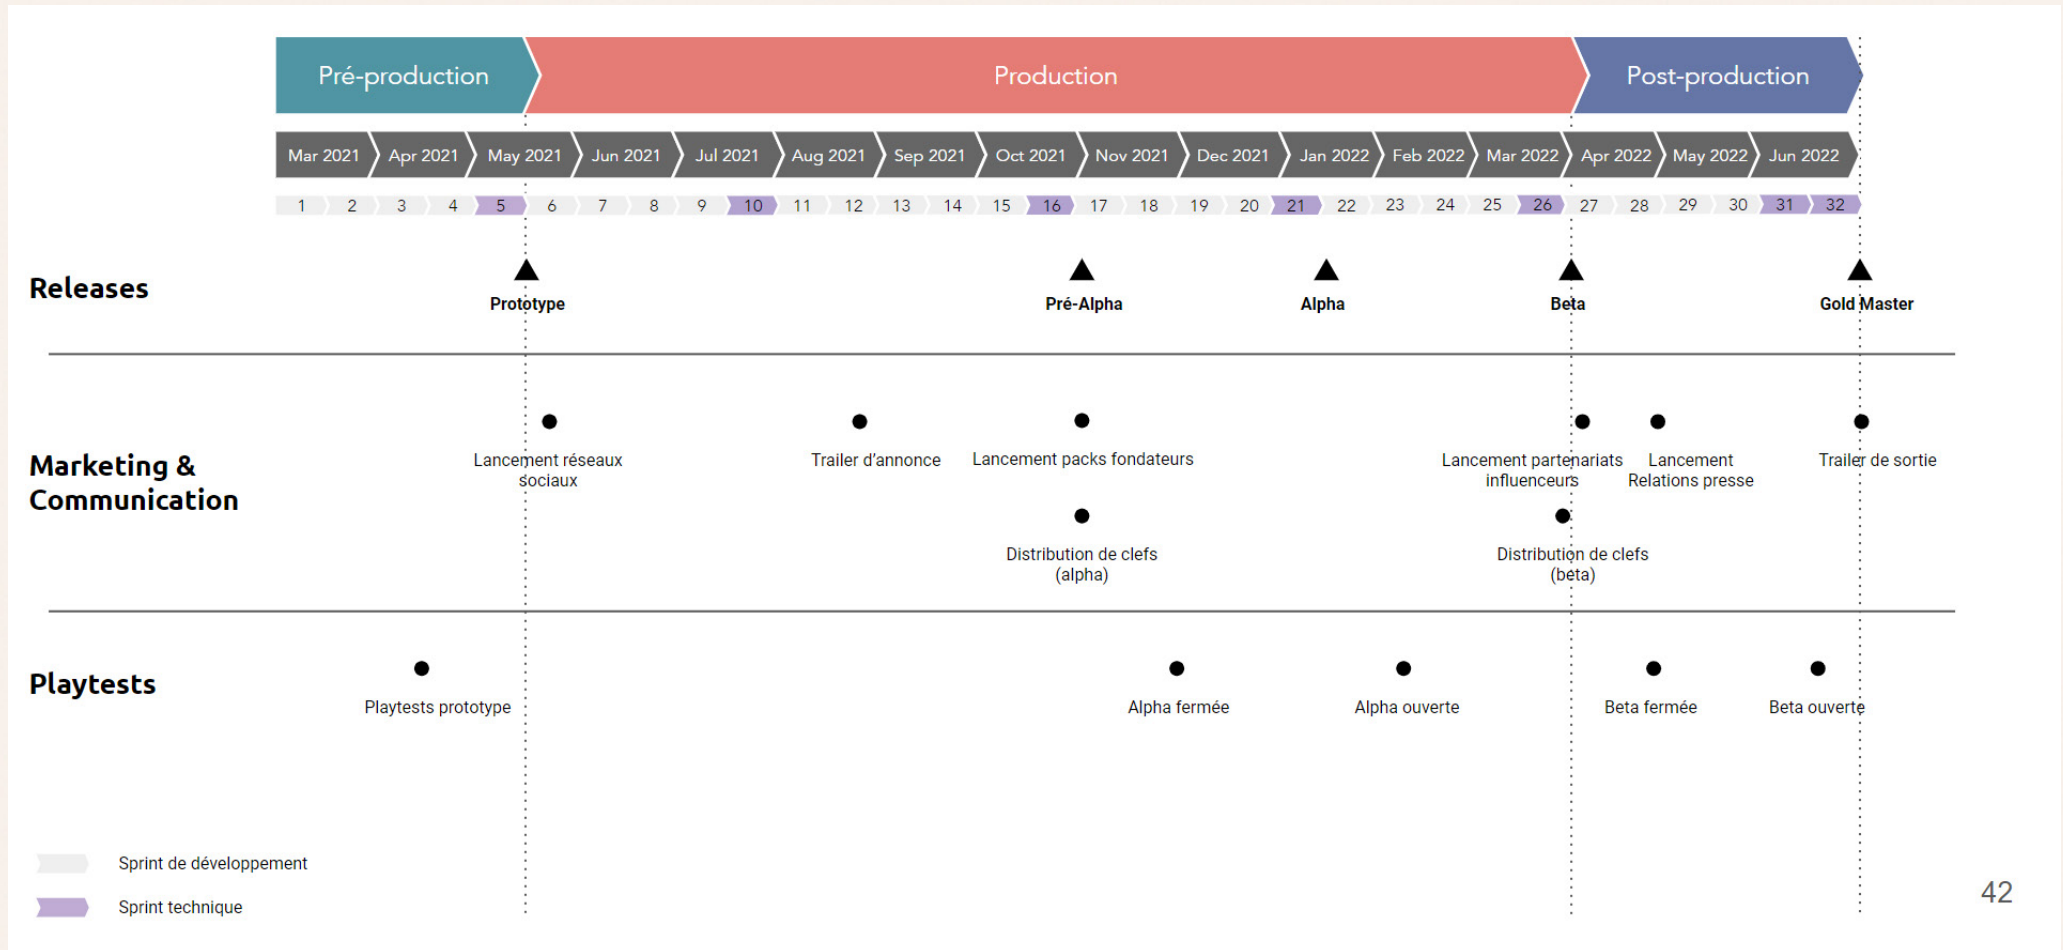 Pré-production Production Post-production
Mar 2021 Apr 2021 May 2021 Jun 2021 Jul 2021 Aug 2021 Sep 2021 Oct 2021 Nov 2021 Dec 2021 Jan 2022 Feb 2022 Mar 2022 Apr 2022 May 2022 Jun 2022
1 2 3 4 5 6 7 8 9 10 11 12 13 14 15 16 17 18 19 20 21 22 23 24 25 26 27 28 29 30 31 32
Releases
Prototype Pré-Alpha Alpha Beta Gold Master
Marketing &
Communication
Lancement réseaux
sociaux
Trailer d'annonce
Lancement packs fondateurs
Lancement partenariats
influenceurs
Lancement
Relations presse
Trailer de sortie
Distribution de clefs
(alpha)
Distribution de clefs
(beta)
Playtests
Playtests prototype
Alpha fermée
Alpha ouverte
Beta fermée
Beta ouverte
Sprint de développement
Sprint technique
42